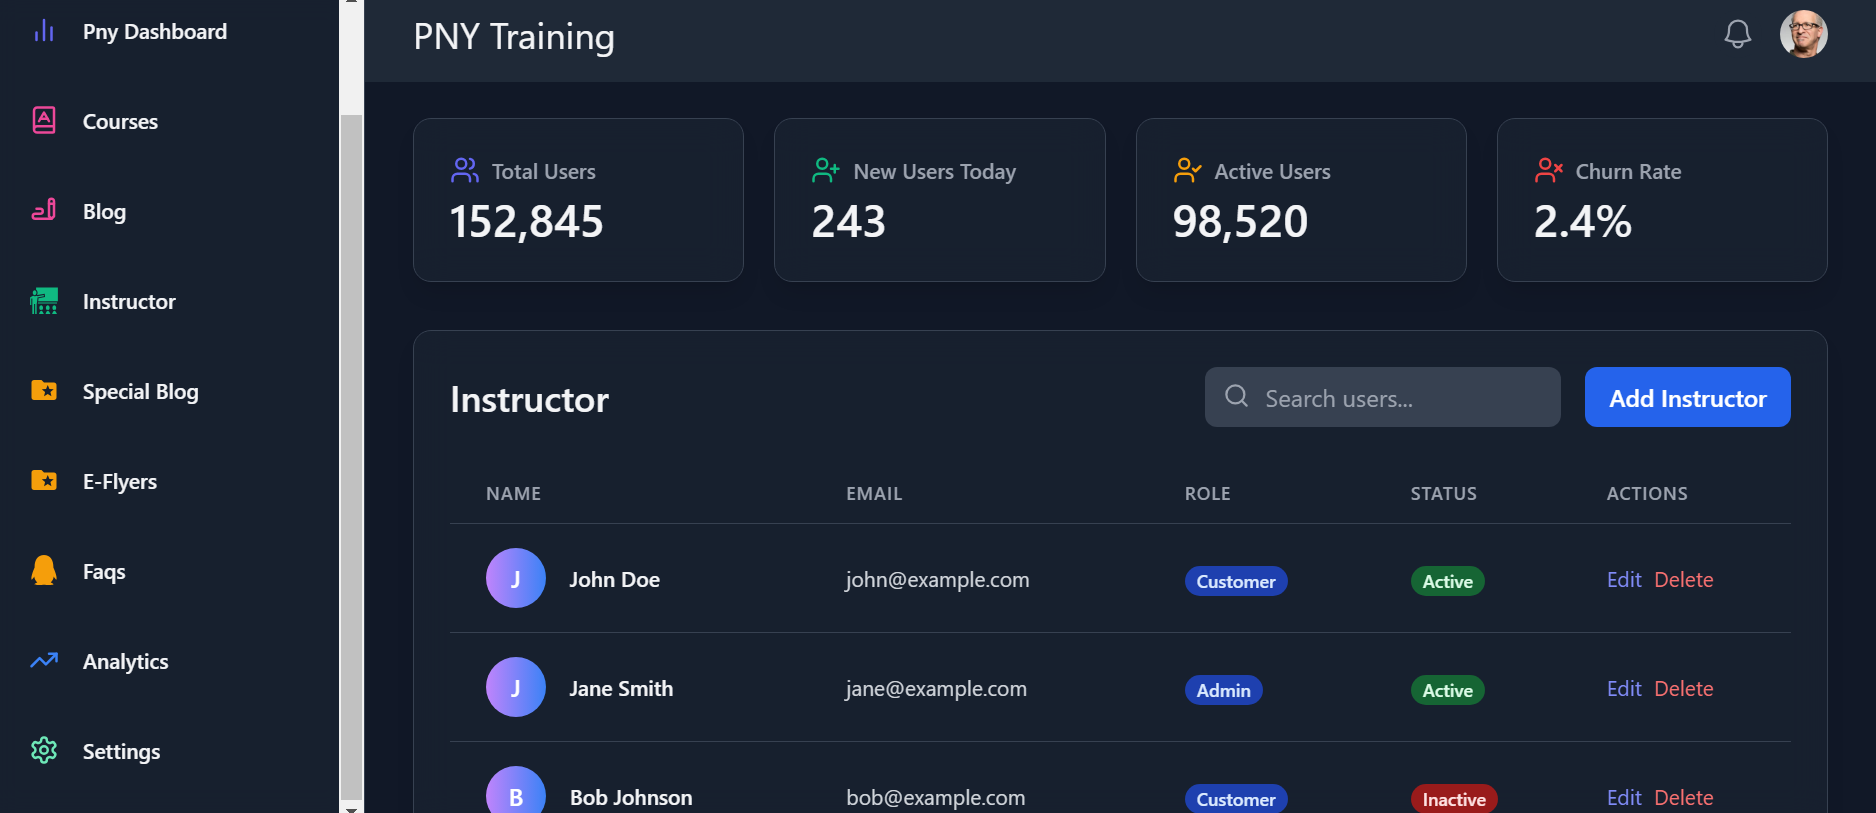 Pny Dashboard
Courses
Blog
Instructor
Special Blog
E-Flyers
Faqs
Analytics
Settings
PNY Training
Total Users
152,845
New Users Today
243
Active Users
98,520
Churn Rate
2.4%
Instructor
Search users...
Add Instructor
NAME EMAIL ROLE STATUS ACTIONS
J John Doe john@example.com Customer Active Edit Delete
J Jane Smith jane@example.com Admin Active Edit Delete
B Bob Johnson bob@example.com Customer Inactive Edit Delete